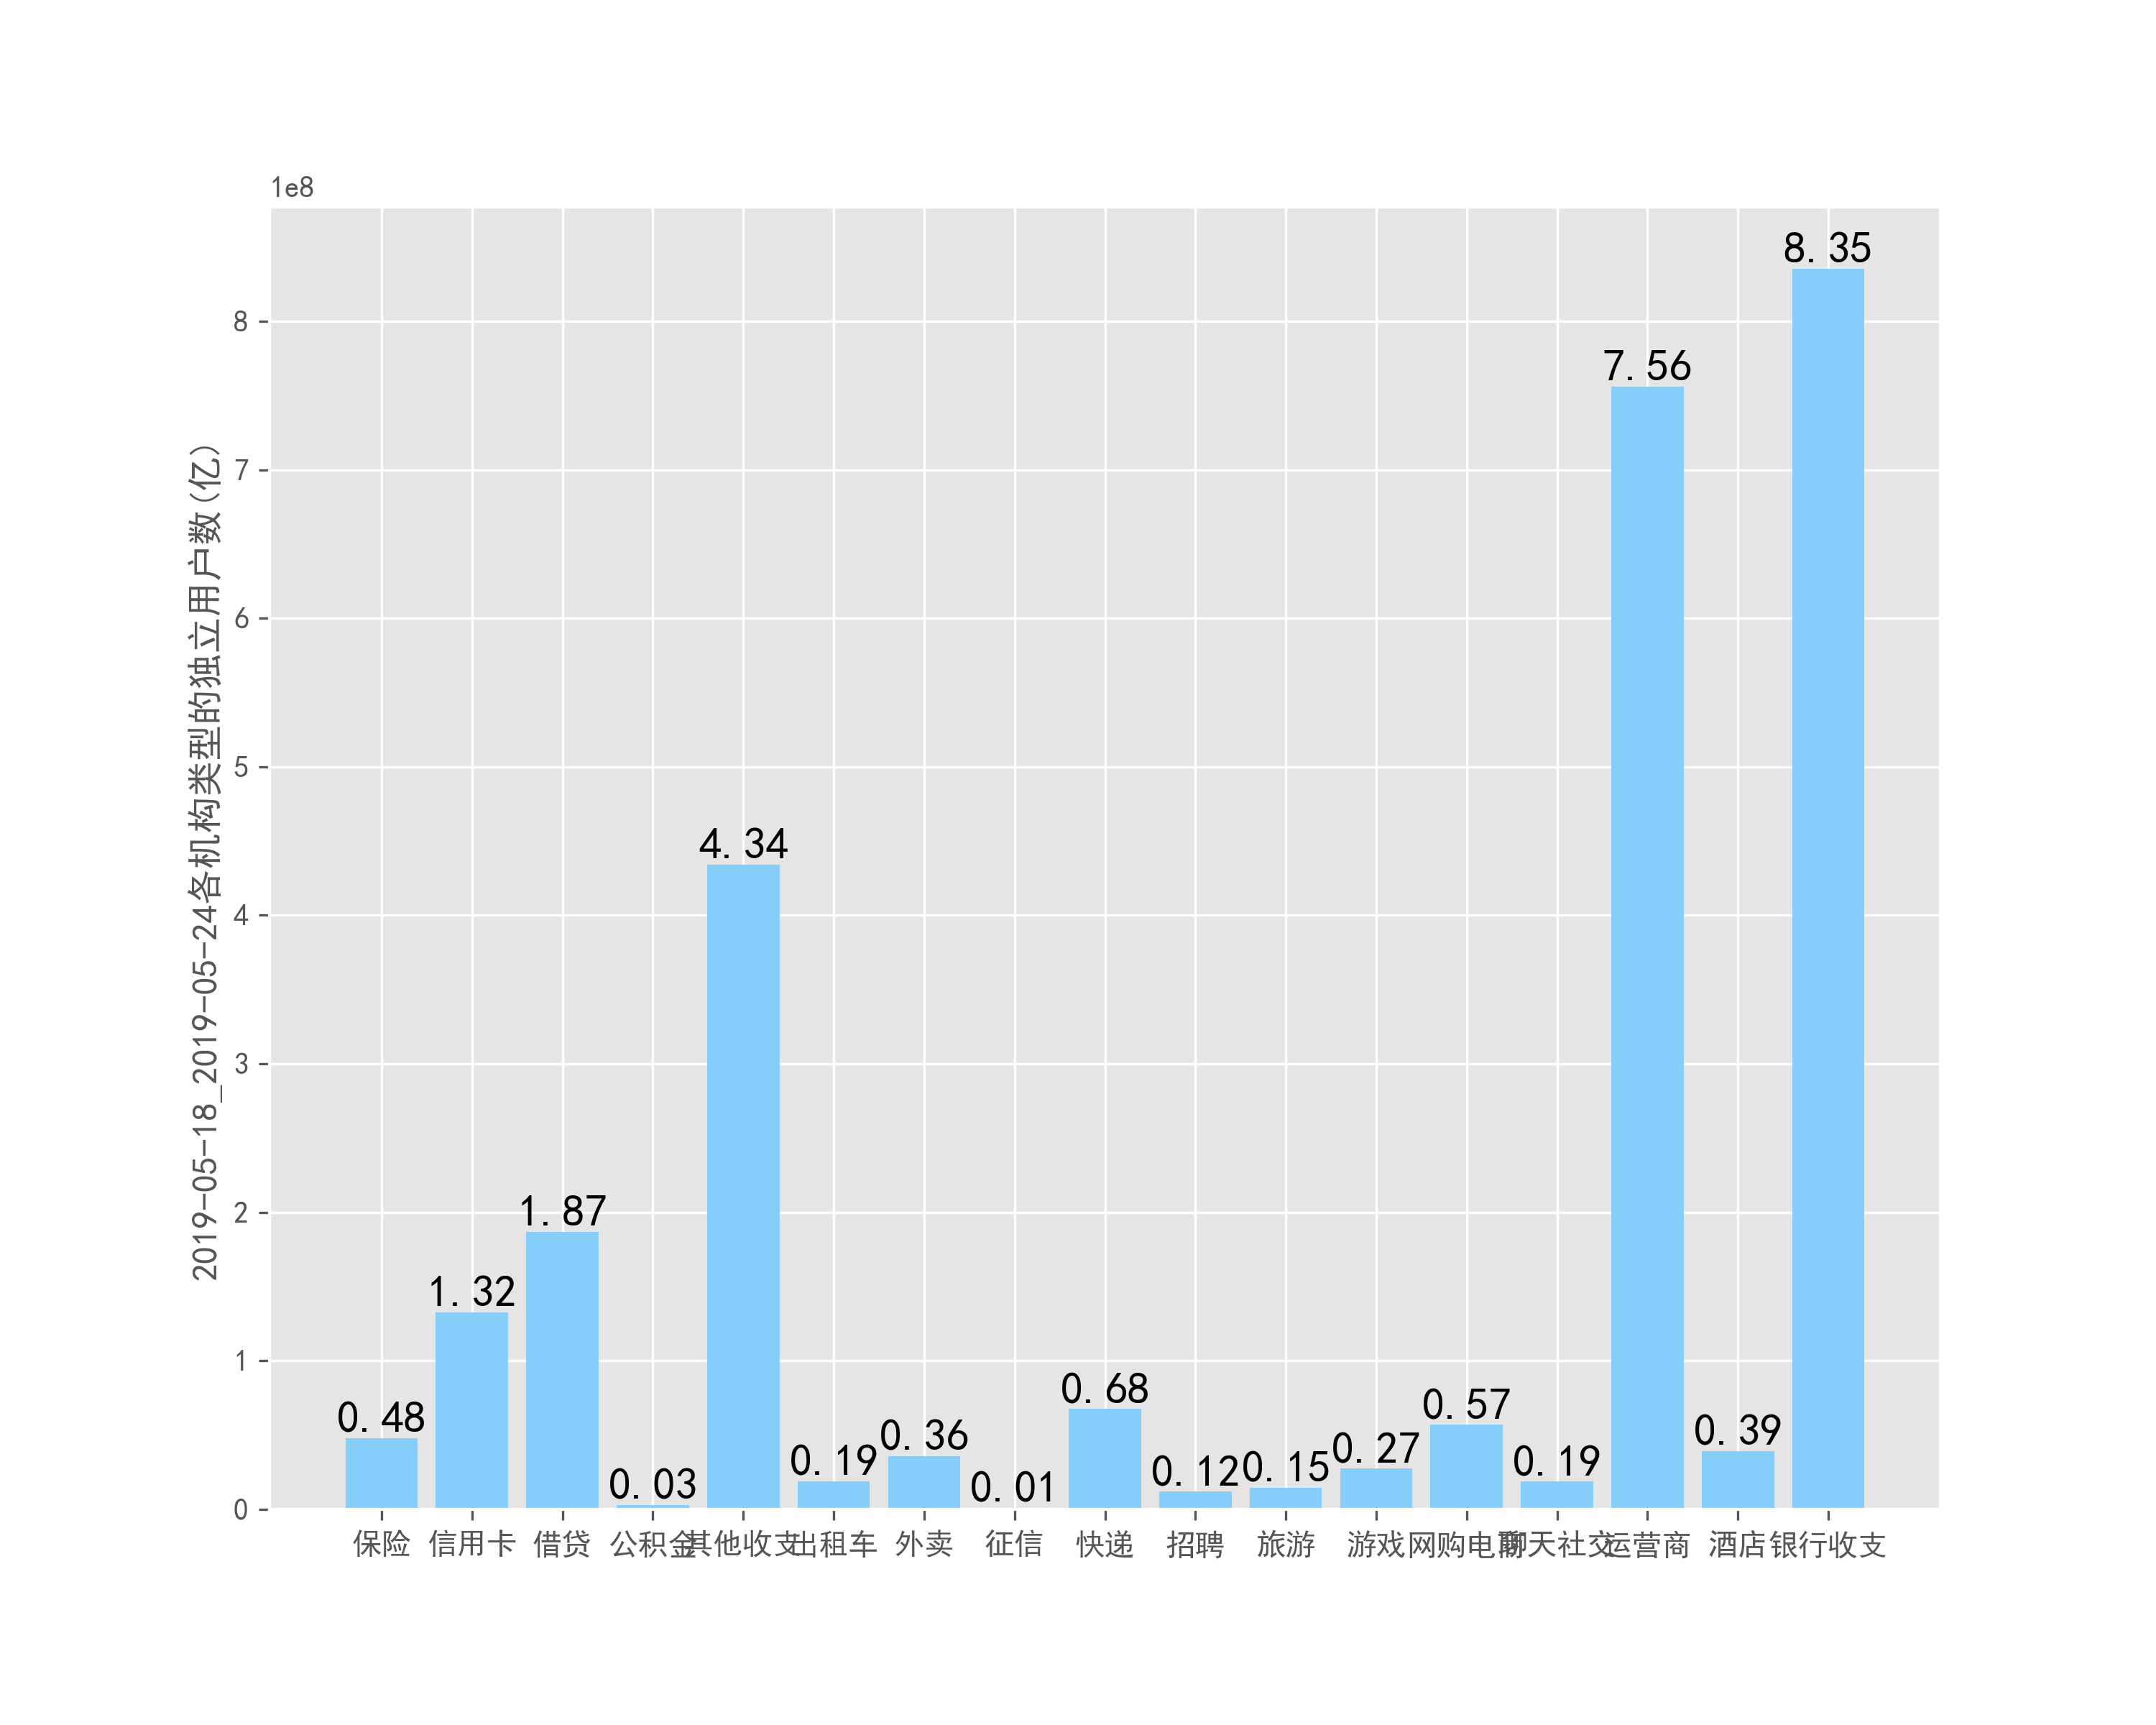 1e8
2019-05-18_2019-05-24各机构类型的独立用户数(亿)
8
7
6
5
4
3
2
1
0
0.48
1.32
1.87
0.03
4.34
0.19
0.36
0.01
0.68
0.12
0.15
0.27
0.57
0.19
7.56
0.39
8.35
保险
信用卡
借贷
公积金
其他收支
出租车
外卖
征信
快递
招聘
旅游
游戏
网购电商
聊天社交
运营商
酒店
银行收支